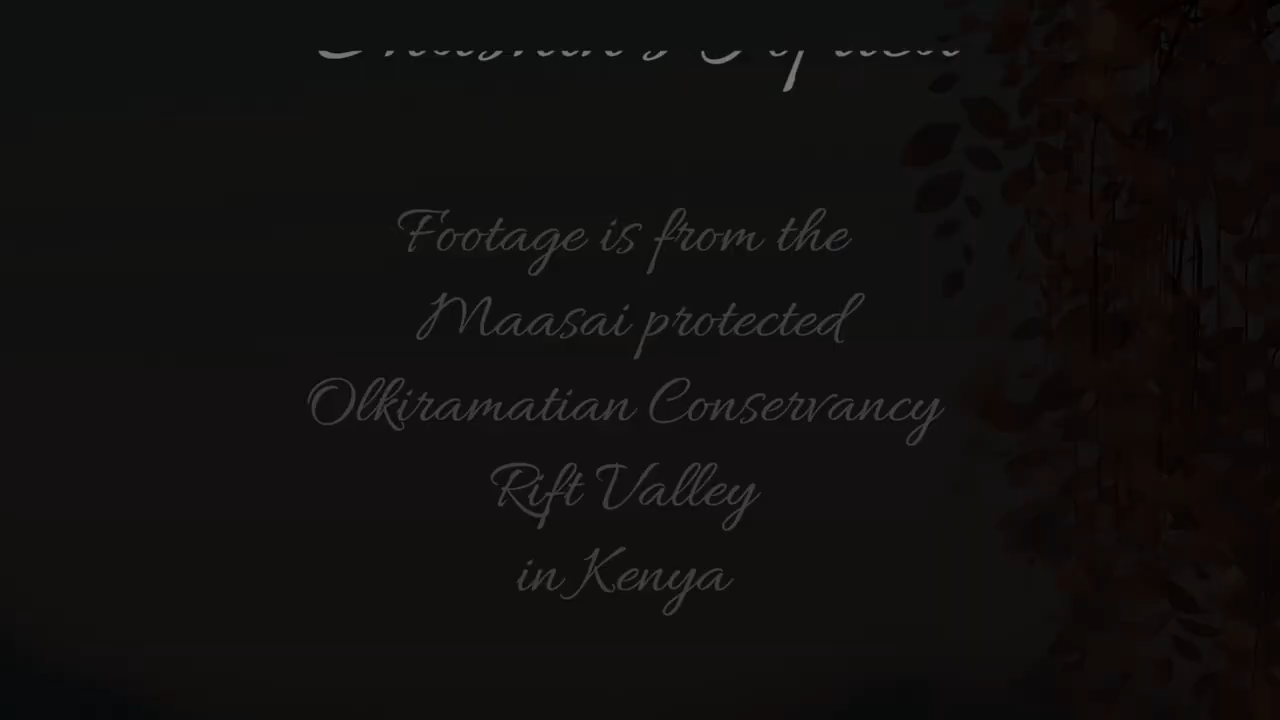 Footage is from the
Maasai protected
Olkiramatian Conservancy
Rift Valley
in Kenya